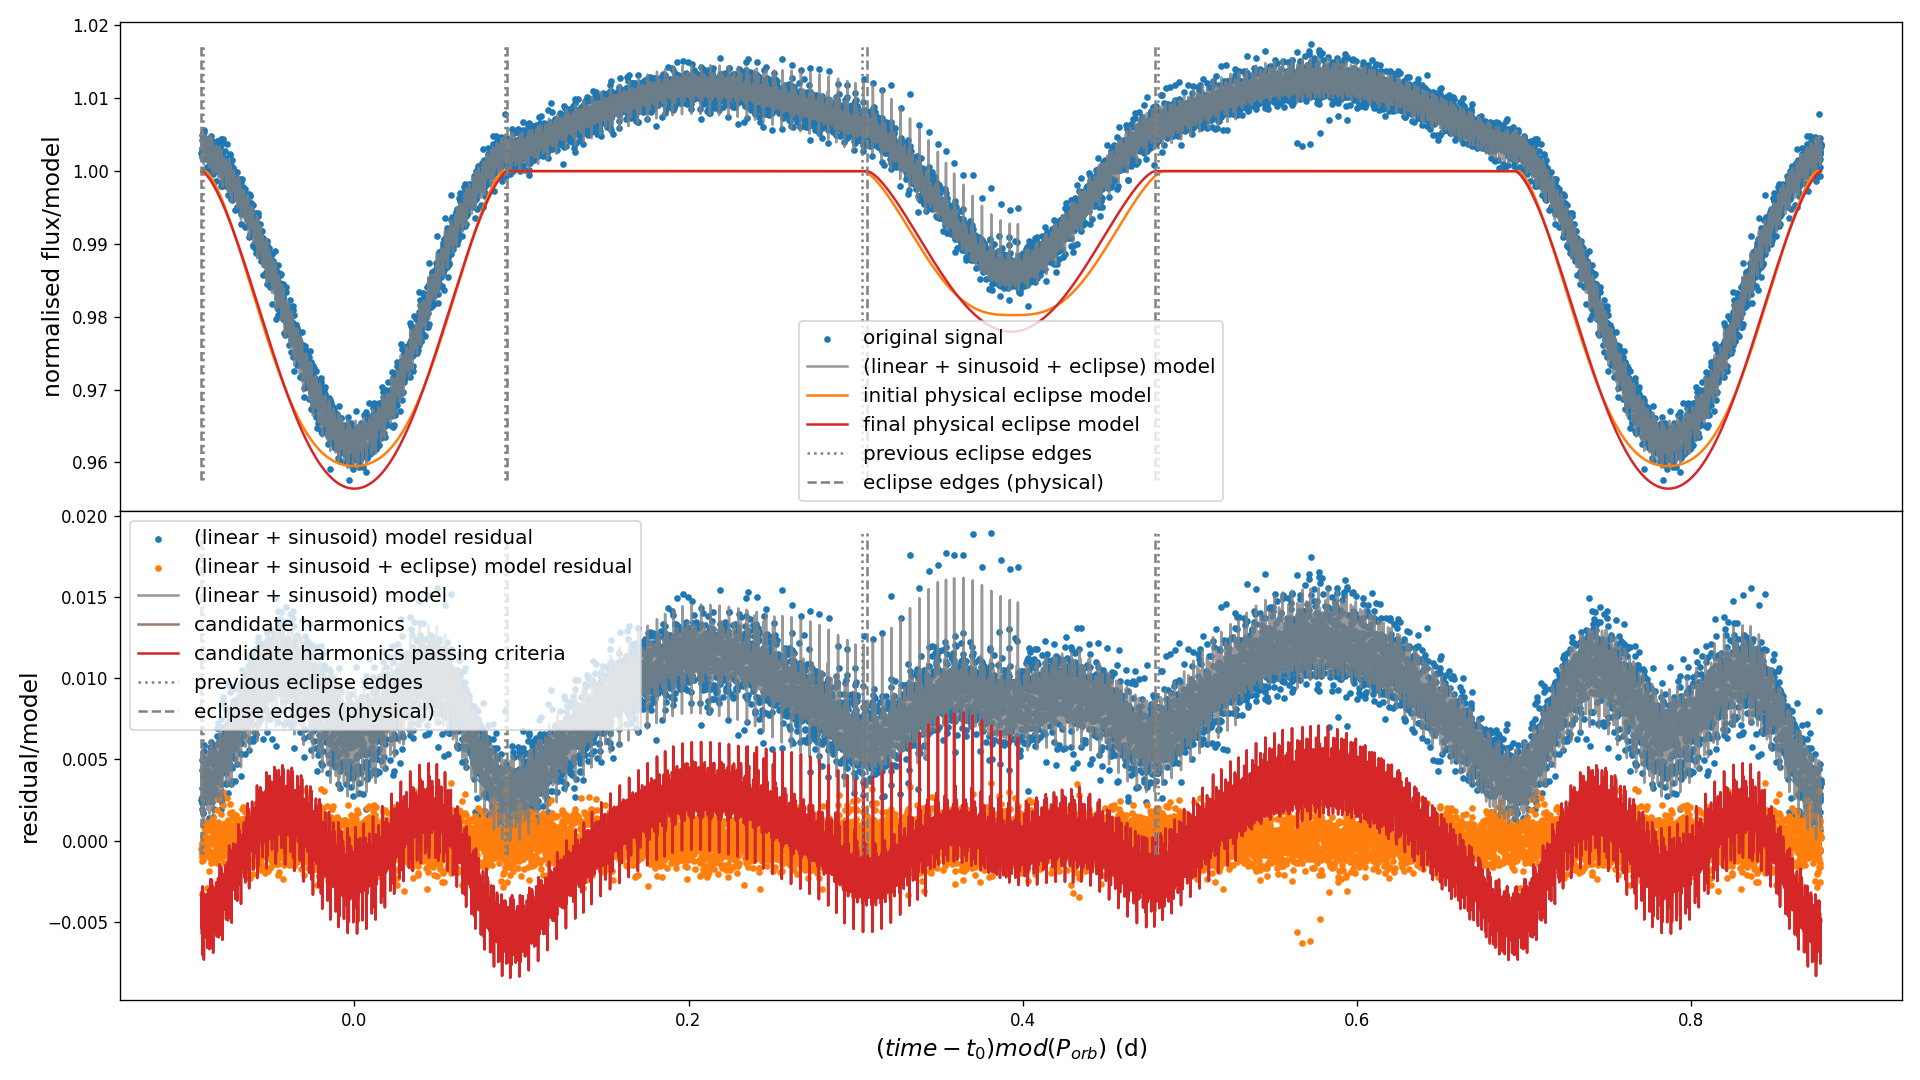 1.02
1.01
1.00
0.99
0.98
0.97
0.96
normalised flux/model
original signal
(linear + sinusoid + eclipse) model
initial physical eclipse model
final physical eclipse model
previous eclipse edges
eclipse edges (physical)
0.020
0.015
0.010
0.005
0.000
−0.005
residual/model
(linear + sinusoid) model residual
(linear + sinusoid + eclipse) model residual
(linear + sinusoid) model
candidate harmonics
candidate harmonics passing criteria
previous eclipse edges
eclipse edges (physical)
0.0 0.2 0.4 0.6 0.8
(time − t₀)mod(P_orb) (d)